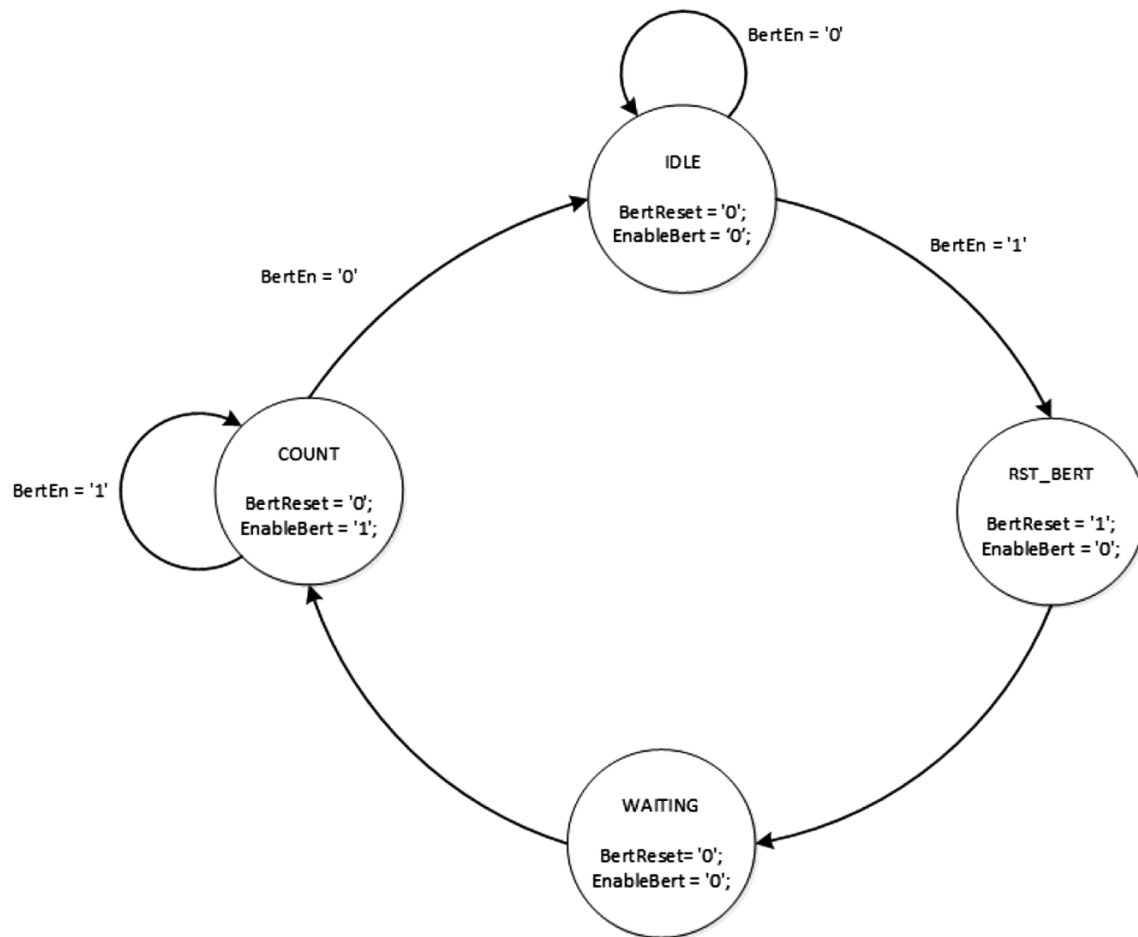 BertEn = '0'
IDLE
BertReset = '0';
EnableBert = ‘0’;
BertEn = '1'
BertEn = '0'
COUNT
BertReset = '0';
EnableBert = '1';
BertEn = '1'
RST_BERT
BertReset = '1';
EnableBert = '0';
WAITING
BertReset= '0';
EnableBert = '0';